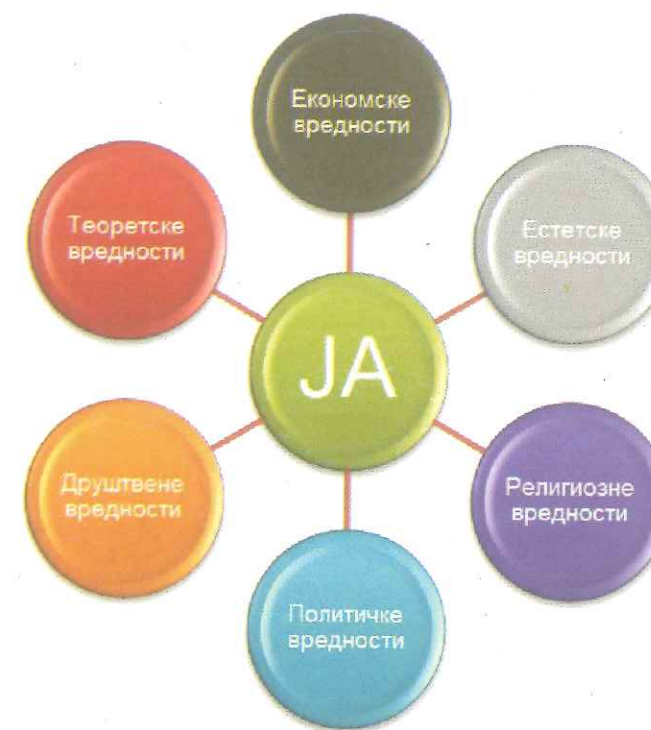 Економске
вредности
Теоретске
вредности
Естетске
вредности
ЈА
Друштвене
вредности
Религиозне
вредности
Политичке
вредности